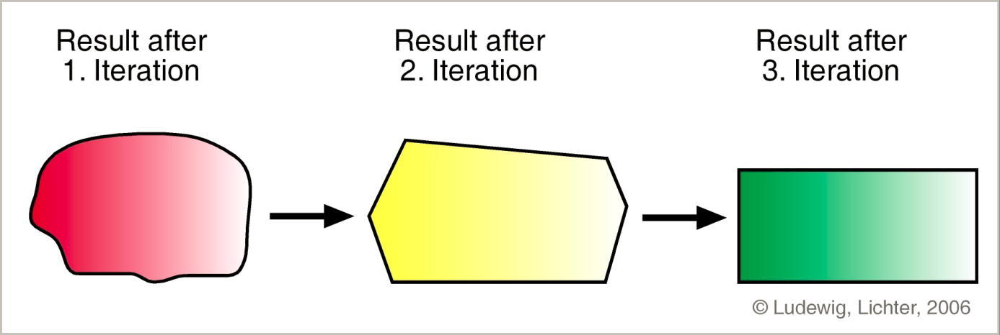 Result after
1. Iteration
Result after
2. Iteration
Result after
3. Iteration
© Ludewig, Lichter, 2006